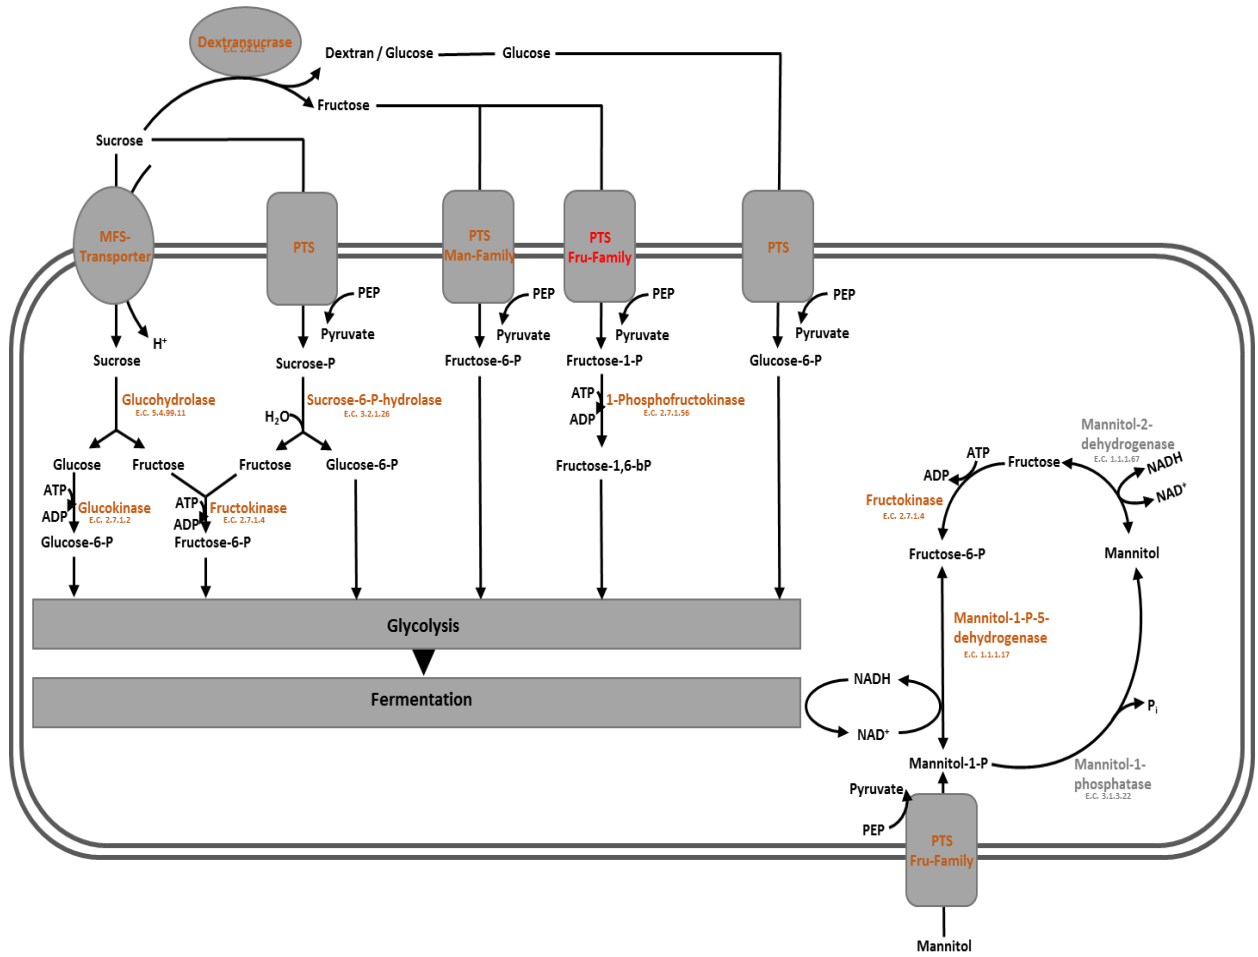 Dextransucrase
E.C. 2.4.1.5
Dextran / Glucose
Glucose
Fructose
Sucrose
MFS-
Transporter
PTS
PTS
Man-Family
PTS
Fru-Family
PTS
PEP
Pyruvate
PEP
Pyruvate
PEP
Pyruvate
PEP
Pyruvate
H+
Sucrose
Sucrose-P
Fructose-6-P
Fructose-1-P
Glucose-6-P
Glucohydrolase
E.C. 5.4.99.11
Sucrose-6-P-hydrolase
E.C. 3.2.1.26
H2O
ATP
ADP
1-Phosphofructokinase
E.C. 2.7.1.56
Glucose
Fructose
Fructose
Glucose-6-P
Fructose-1,6-bP
ATP
ADP
Glucokinase
E.C. 2.7.1.2
ATP
ADP
Fructokinase
E.C. 2.7.1.4
Glucose-6-P
Fructose-6-P
Glycolysis
Fermentation
Mannitol-2-
dehydrogenase
E.C. 1.1.1.67
NADH
NAD+
Fructose
ATP
ADP
Fructokinase
E.C. 2.7.1.4
Fructose-6-P
Mannitol
Mannitol-1-P-5-
dehydrogenase
E.C. 1.1.1.17
NADH
NAD+
Pi
Mannitol-1-P
Mannitol-1-
phosphatase
E.C. 3.1.3.22
Pyruvate
PEP
PTS
Fru-Family
Mannitol